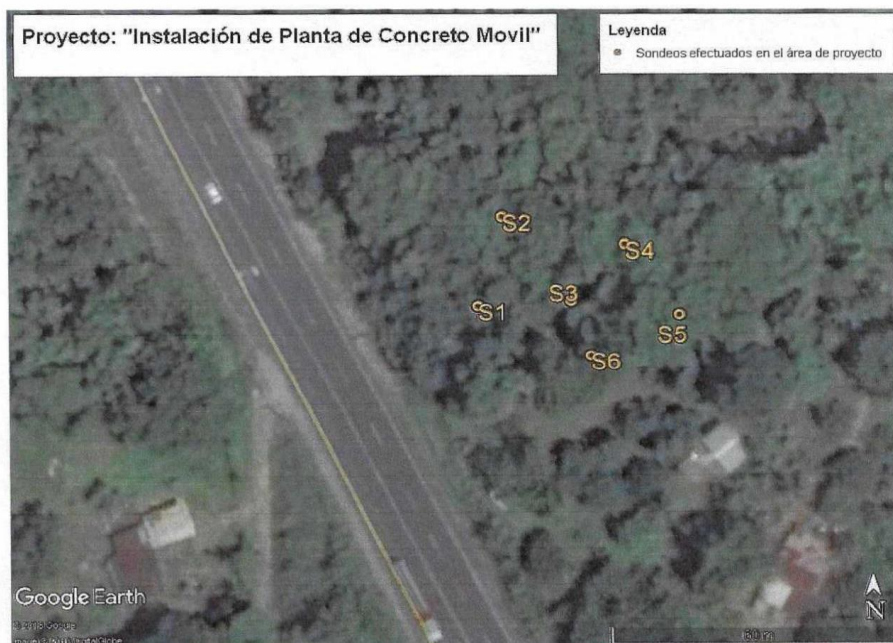 Proyecto: "Instalación de Planta de Concreto Movil"
Leyenda
Sondeos efectuados en el área de proyecto
S2
S4
S3
S1
S5
S6
Google Earth
N